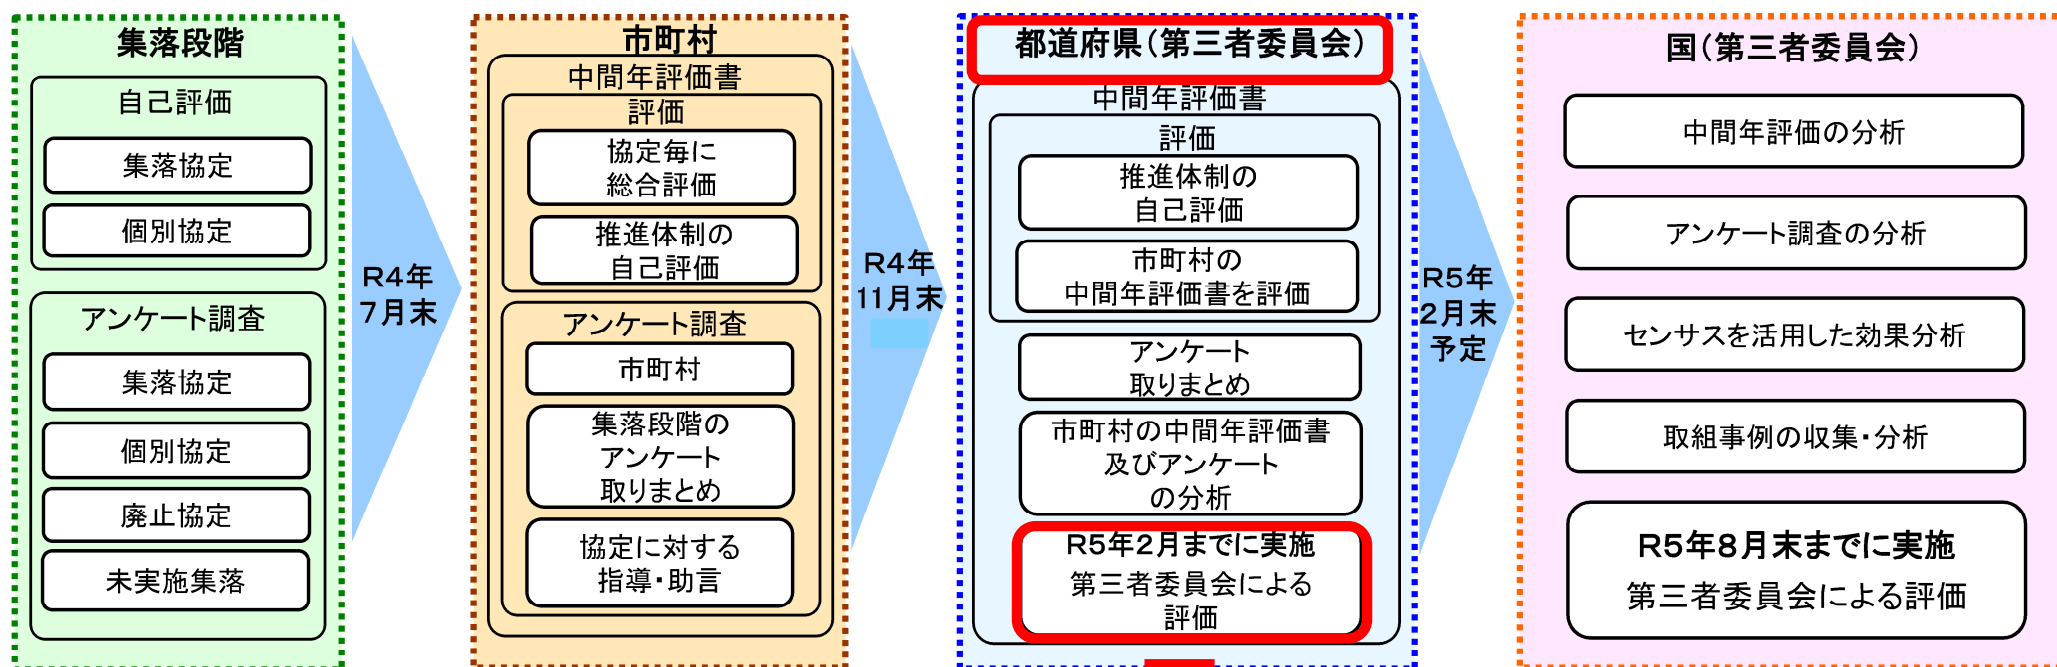 集落段階
自己評価
集落協定
個別協定
アンケート調査
集落協定
個別協定
廃止協定
未実施集落
R4年
7月末
市町村
中間年評価書
評価
協定毎に
総合評価
推進体制の
自己評価
アンケート調査
市町村
集落段階の
アンケート
取りまとめ
協定に対する
指導・助言
R4年
11月末
都道府県(第三者委員会)
中間年評価書
評価
推進体制の
自己評価
市町村の
中間年評価書を評価
アンケート
取りまとめ
市町村の中間年評価書
及びアンケート
の分析
R5年2月までに実施
第三者委員会による
評価
R5年
2月末
予定
国(第三者委員会)
中間年評価の分析
アンケート調査の分析
センサスを活用した効果分析
取組事例の収集・分析
R5年8月末までに実施
第三者委員会による評価